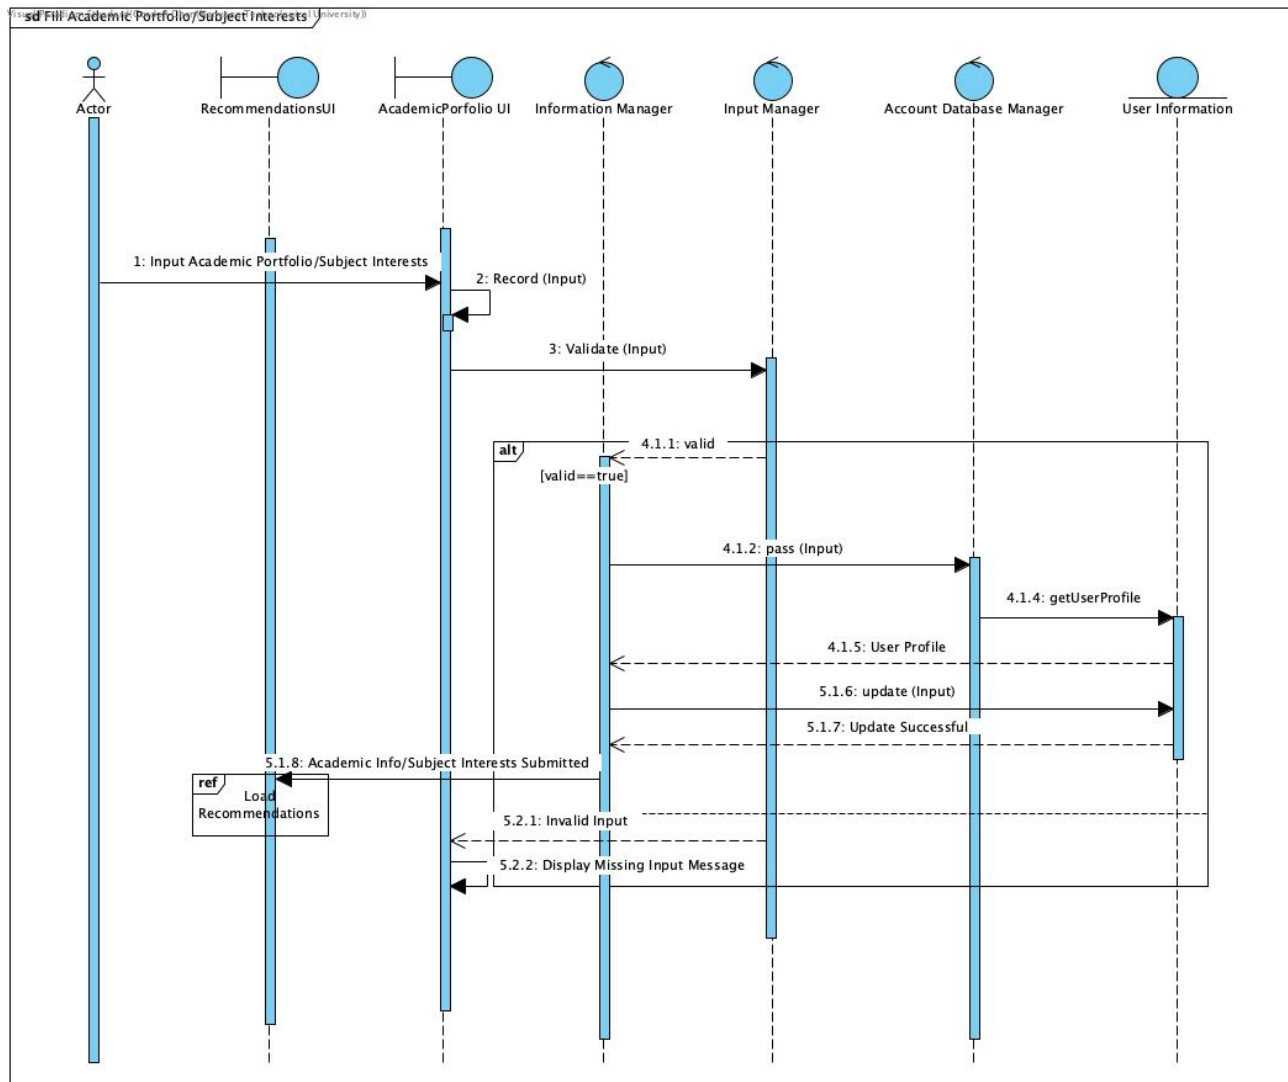 sd Fill Academic Portfolio/Subject Interests
University))
Actor
RecommendationsUI
AcademicPorfolio UI
Information Manager
Input Manager
Account Database Manager
User Information
1: Input Academic Portfolio/Subject Interests
2: Record (Input)
3: Validate (Input)
alt
4.1.1: valid
[valid==true]
4.1.2: pass (Input)
4.1.4: getUserProfile
4.1.5: User Profile
5.1.6: update (Input)
5.1.7: Update Successful
5.1.8: Academic Info/Subject Interests Submitted
ref
Load
Recommendations
5.2.1: Invalid Input
5.2.2: Display Missing Input Message